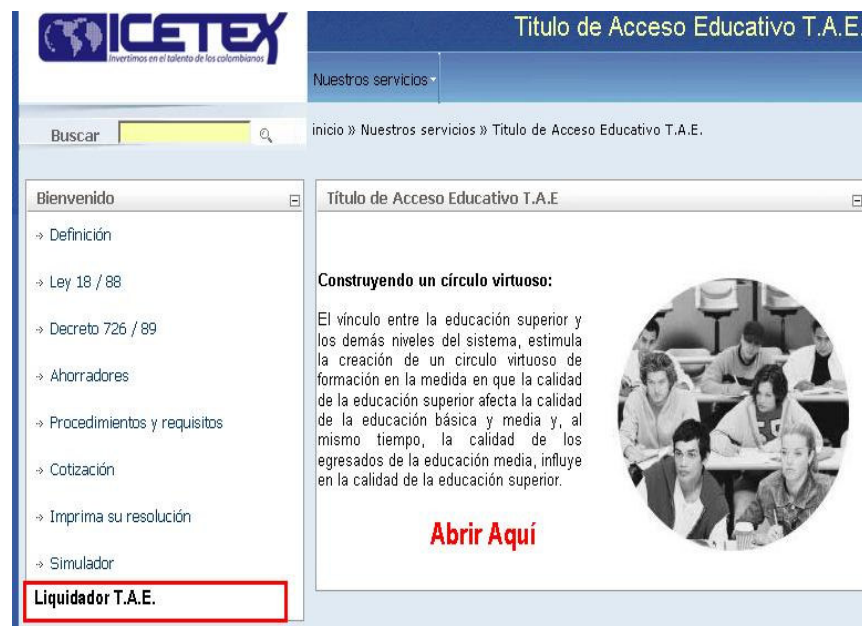 Titulo de Acceso Educativo T.A.E.
ICETEX
Invertimos en el talento de los colombianos
Nuestros servicios
Buscar
inicio » Nuestros servicios » Titulo de Acceso Educativo T.A.E.
Bienvenido
Definición
Ley 18 / 88
Decreto 726 / 89
Ahorradores
Procedimientos y requisitos
Cotización
Imprima su resolución
Simulador
Liquidador T.A.E.
Título de Acceso Educativo T.A.E
Construyendo un círculo virtuoso:
El vínculo entre la educación superior y
los demás niveles del sistema, estimula
la creación de un circulo virtuoso de
formación en la medida en que la calidad
de la educación superior afecta la calidad
de la educación básica y media y, al
mismo tiempo, la calidad de los
egresados de la educación media, influye
en la calidad de la educación superior.
Abrir Aquí